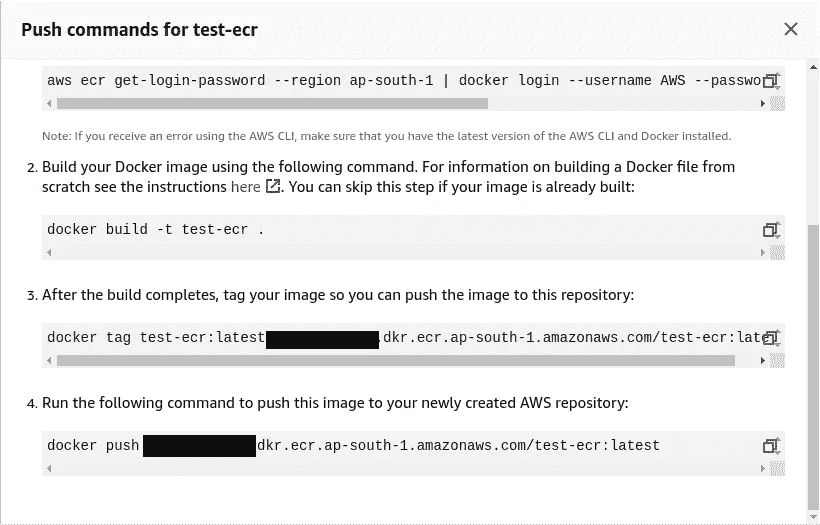 Push commands for test-ecr
aws ecr get-login-password --region ap-south-1 | docker login --username AWS --passwor
Note: If you receive an error using the AWS CLI, make sure that you have the latest version of the AWS CLI and Docker installed.
2. Build your Docker image using the following command. For information on building a Docker file from
scratch see the instructions here . You can skip this step if your image is already built:
docker build -t test-ecr .
3. After the build completes, tag your image so you can push the image to this repository:
docker tag test-ecr:latest .dkr.ecr.ap-south-1.amazonaws.com/test-ecr:late
4. Run the following command to push this image to your newly created AWS repository:
docker push dkr.ecr.ap-south-1.amazonaws.com/test-ecr:latest